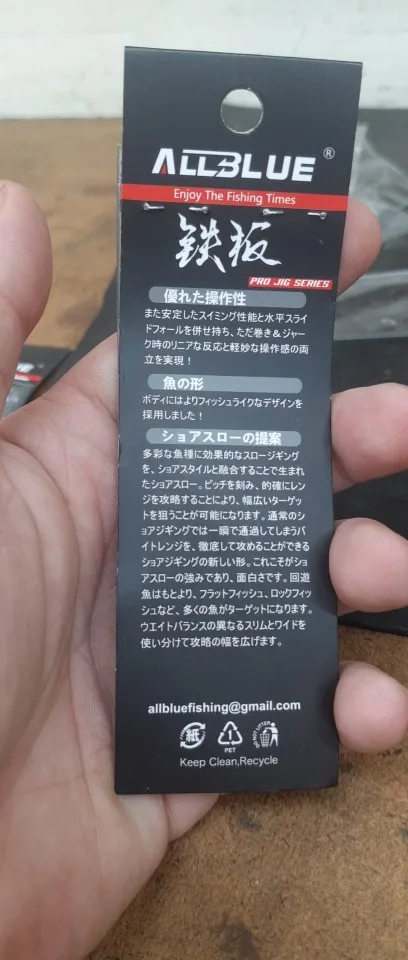 ALLBLUE®
Enjoy The Fishing Times
鉄板
PRO JIG SERIES
優れた操作性
また安定したスイミング性能と水平スライ
ドフォールを併せ持ち、ただ巻き&ジャー
ク時のリニアな反応と軽妙な操作感の両
立を実現!
魚の形
ボディにはよりフィッシュライクなデザインを
採用しました!
ショアスローの提案
多彩な魚種に効果的なスロージギング
を、ショアスタイルと融合することで生まれ
たショアスロー。ピッチを刻み、的確にレン
ジを攻略することにより、幅広いターゲッ
トを狙うことが可能になります。通常のシ
ョアジギングでは一瞬で通過してしまうバ
イトレンジを、徹底して攻めることができる
ショアジギングの新しい形。これこそがショ
アスローの強みであり、面白さです。回遊
魚はもとより、フラットフィッシュ、ロックフィッ
シュなど、多くの魚がターゲットになります。
ウエイトバランスの異なるスリムとワイドを
使い分けて攻略の幅を広げます。
allbluefishing@gmail.com
紙
1
PET
DO NOT LITTER
Keep Clean,Recycle